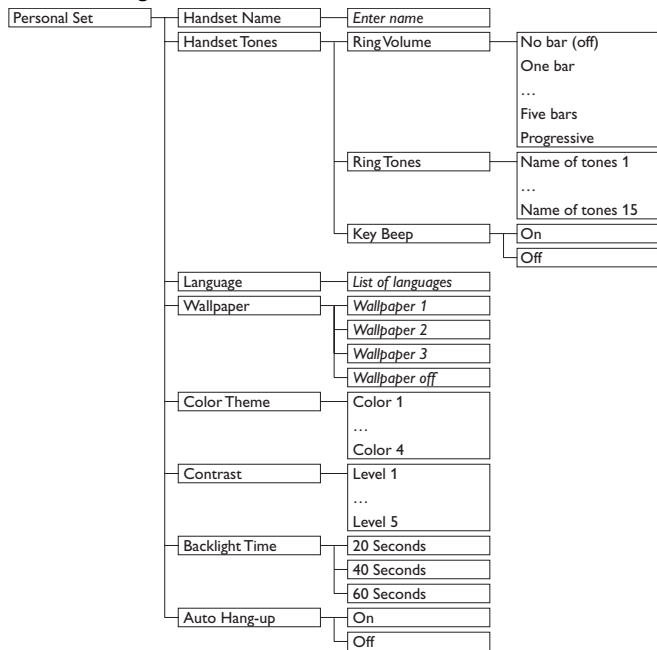 Personal Set
Handset Name
Enter name
Handset Tones
Ring Volume
No bar (off)
One bar
…
Five bars
Progressive
Ring Tones
Name of tones 1
…
Name of tones 15
Key Beep
On
Off
Language
List of languages
Wallpaper
Wallpaper 1
Wallpaper 2
Wallpaper 3
Wallpaper off
Color Theme
Color 1
…
Color 4
Contrast
Level 1
…
Level 5
Backlight Time
20 Seconds
40 Seconds
60 Seconds
Auto Hang-up
On
Off